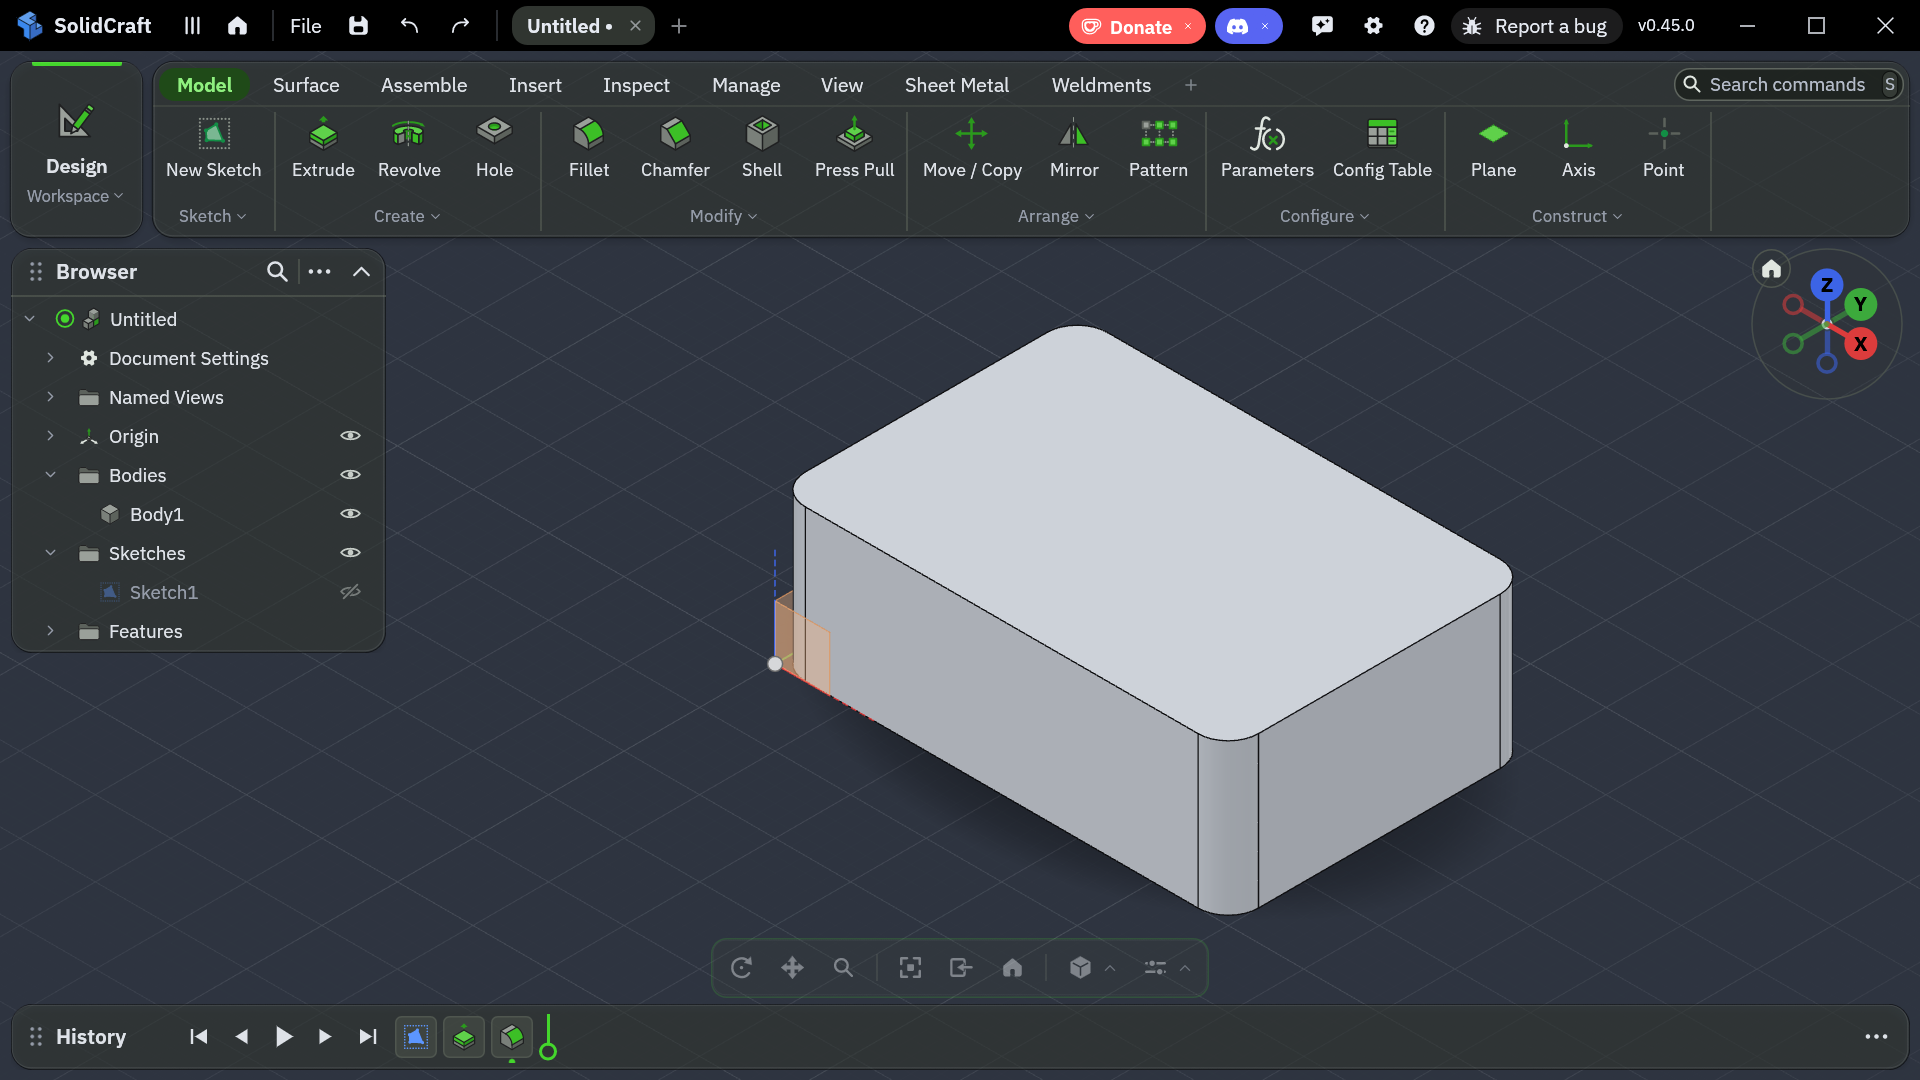 SolidCraft
File
Untitled •
Donate
Report a bug
v0.45.0
Design
Workspace
Model
Surface
Assemble
Insert
Inspect
Manage
View
Sheet Metal
Weldments
Search commands
S
New Sketch
Extrude
Revolve
Hole
Fillet
Chamfer
Shell
Press Pull
Move / Copy
Mirror
Pattern
Parameters
Config Table
Plane
Axis
Point
Sketch
Create
Modify
Arrange
Configure
Construct
Browser
Untitled
Document Settings
Named Views
Origin
Bodies
Body1
Sketches
Sketch1
Features
Z
Y
X
History